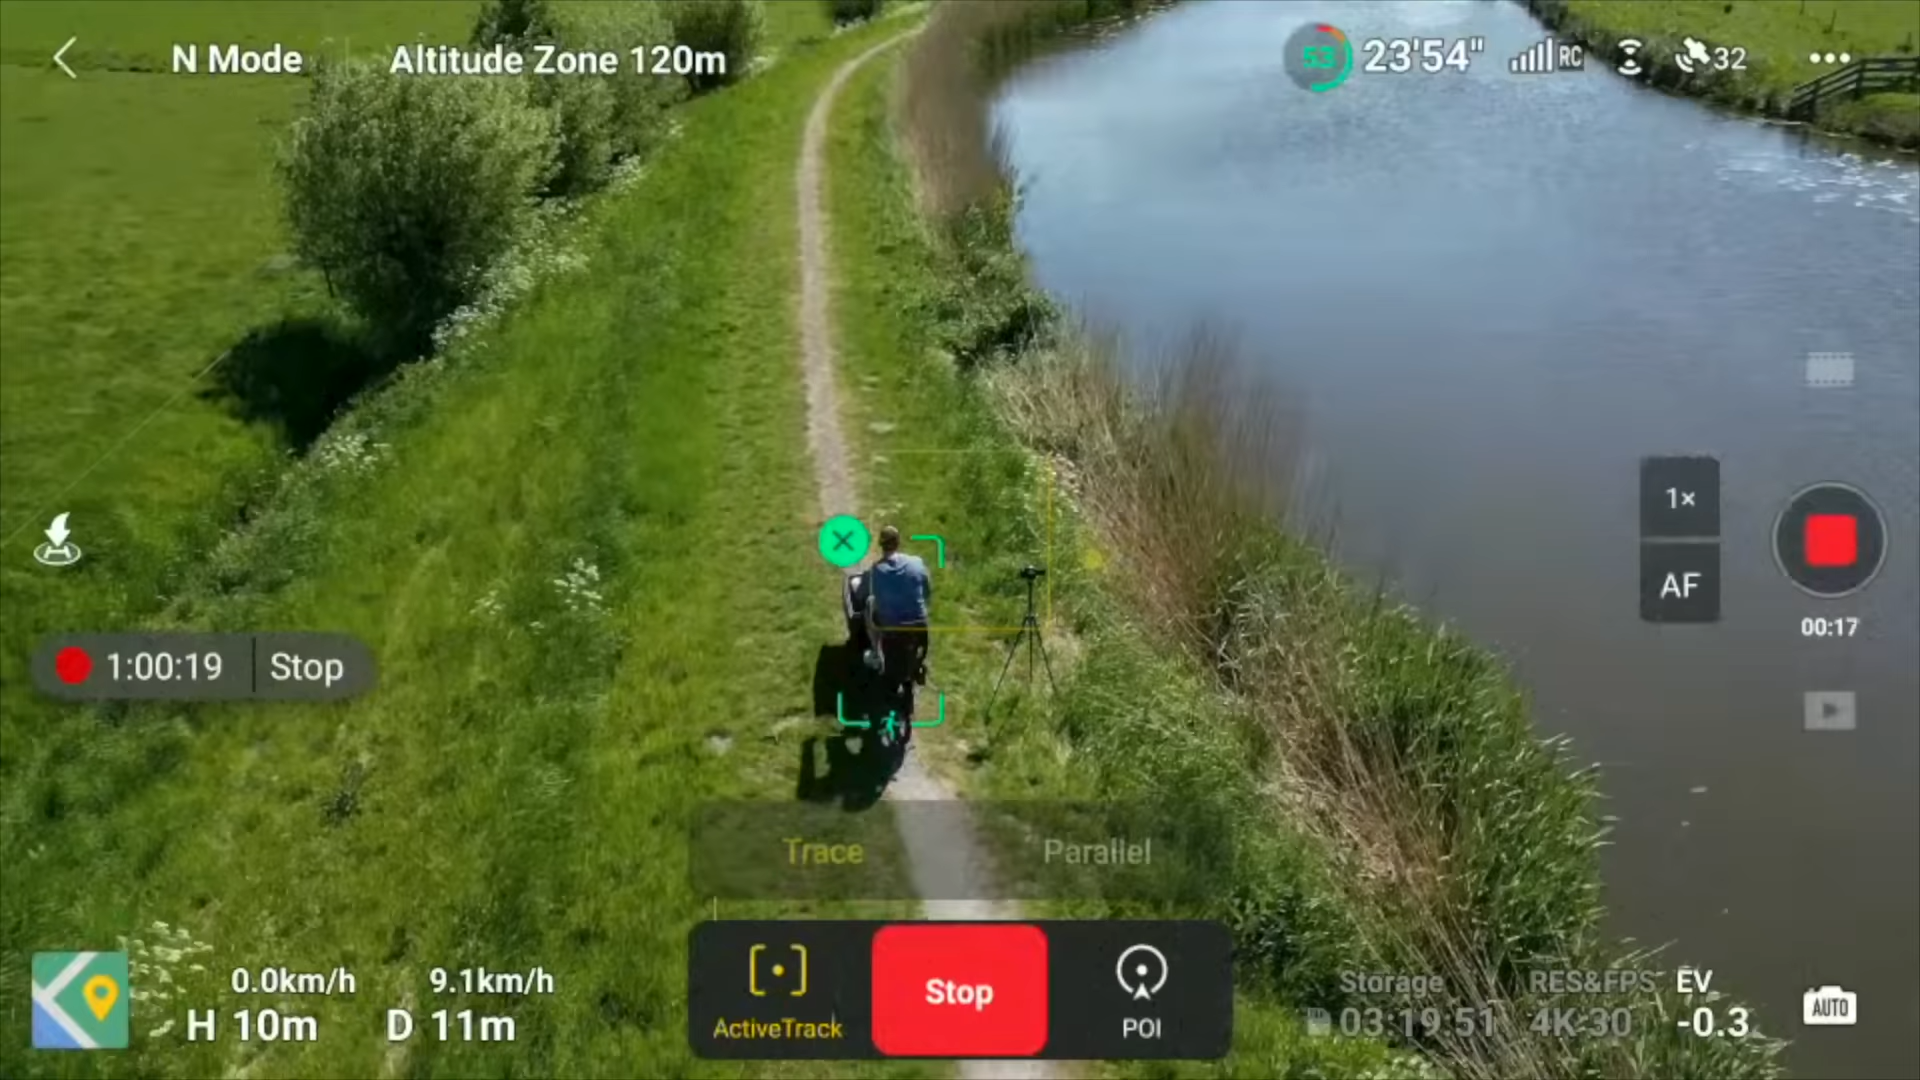 N Mode
Altitude Zone 120m
53
23'54"
RC
32
1×
AF
00:17
1:00:19
Stop
Trace
Parallel
0.0km/h
9.1km/h
H 10m
D 11m
ActiveTrack
Stop
POI
Storage
RES&FPS
EV
03:19:51
4K·30
-0.3
AUTO